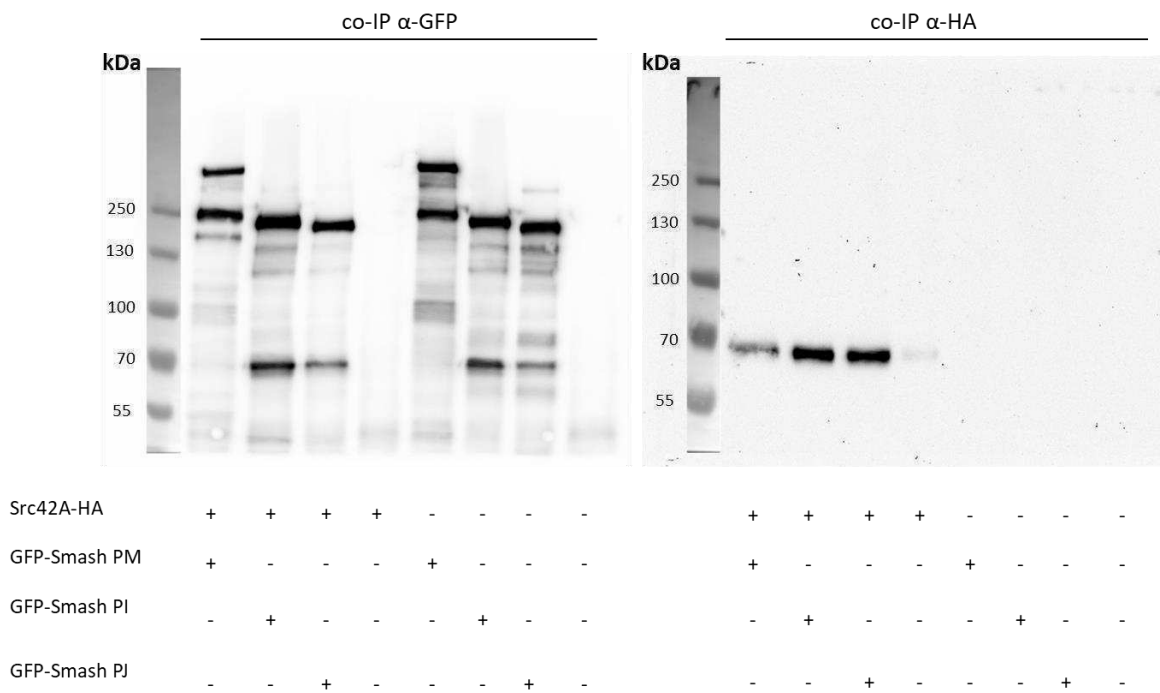 co-IP α-GFP co-IP α-HA
kDa kDa
250 250
130 130
100 100
70 70
55 55
Src42A-HA + + + + - - - - + + + + - - - -
GFP-Smash PM + - - - + - - - + - - - + - - -
GFP-Smash PI - + - - - + - - - + - - - + - -
GFP-Smash PJ - - + - - - + - - - + - - - + -